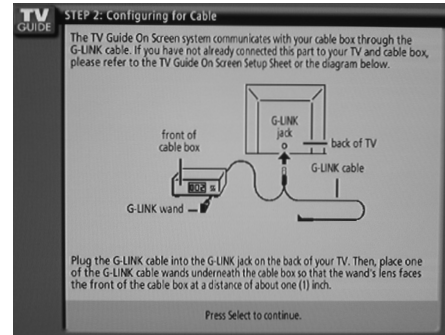 TV
GUIDE
STEP 2: Configuring for Cable
The TV Guide On Screen system communicates with your cable box through the
G-LINK cable. If you have not already connected this part to your TV and cable box,
please refer to the TV Guide On Screen Setup Sheet or the diagram below.
G-LINK
jack
front of
cable box
back of TV
G-LINK cable
G-LINK wand
Plug the G-LINK cable into the G-LINK jack on the back of your TV. Then, place one
of the G-LINK cable wands underneath the cable box so that the wand's lens faces
the front of the cable box at a distance of about one (1) inch.
Press Select to continue.